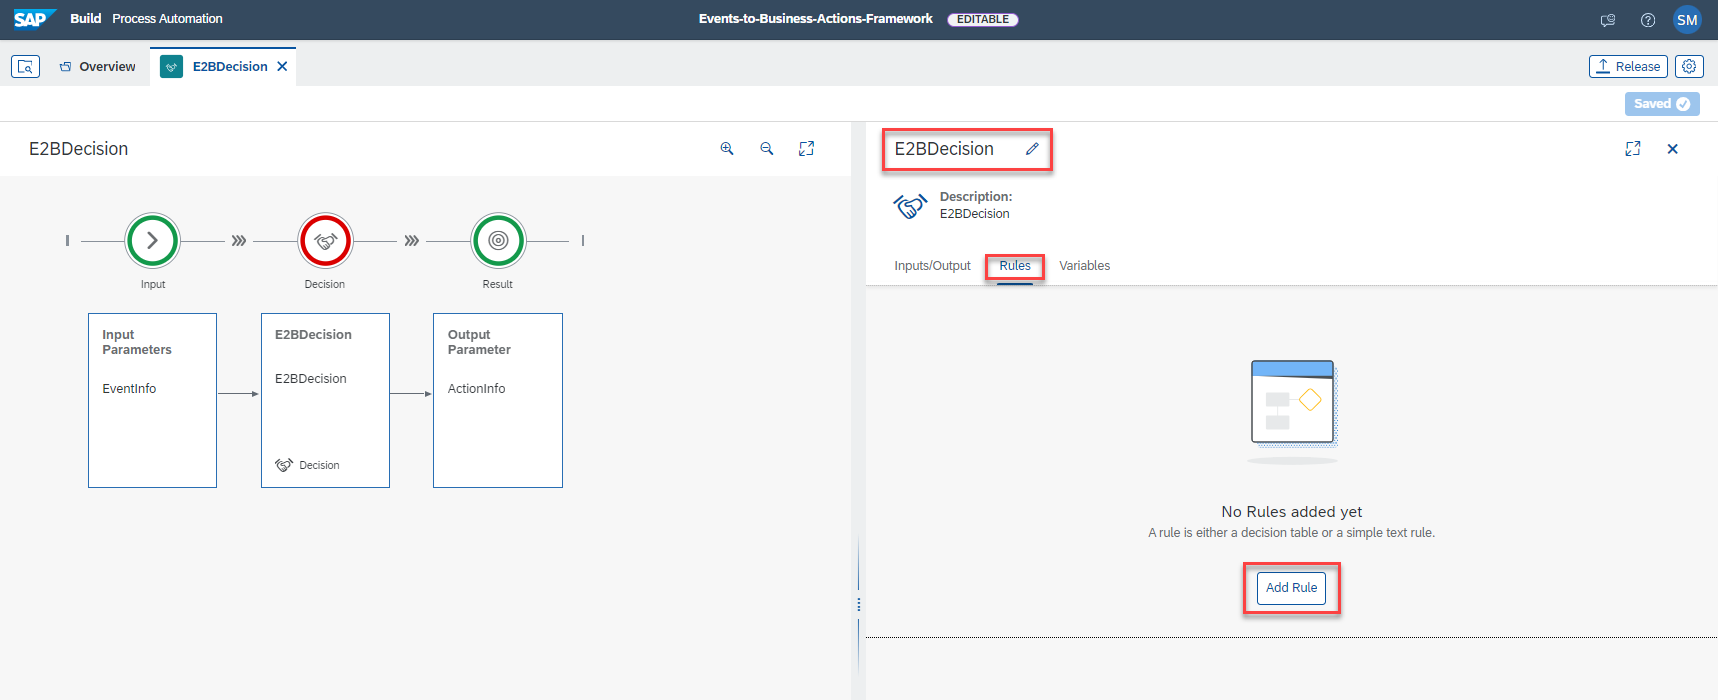 SAP Build Process Automation
Events-to-Business-Actions-Framework EDITABLE
SM
Overview
E2BDecision
Release
Saved
E2BDecision
Input
Decision
Result
Input
Parameters
EventInfo
E2BDecision
E2BDecision
Decision
Output
Parameter
ActionInfo
E2BDecision
Description:
E2BDecision
Inputs/Output Rules Variables
No Rules added yet
A rule is either a decision table or a simple text rule.
Add Rule